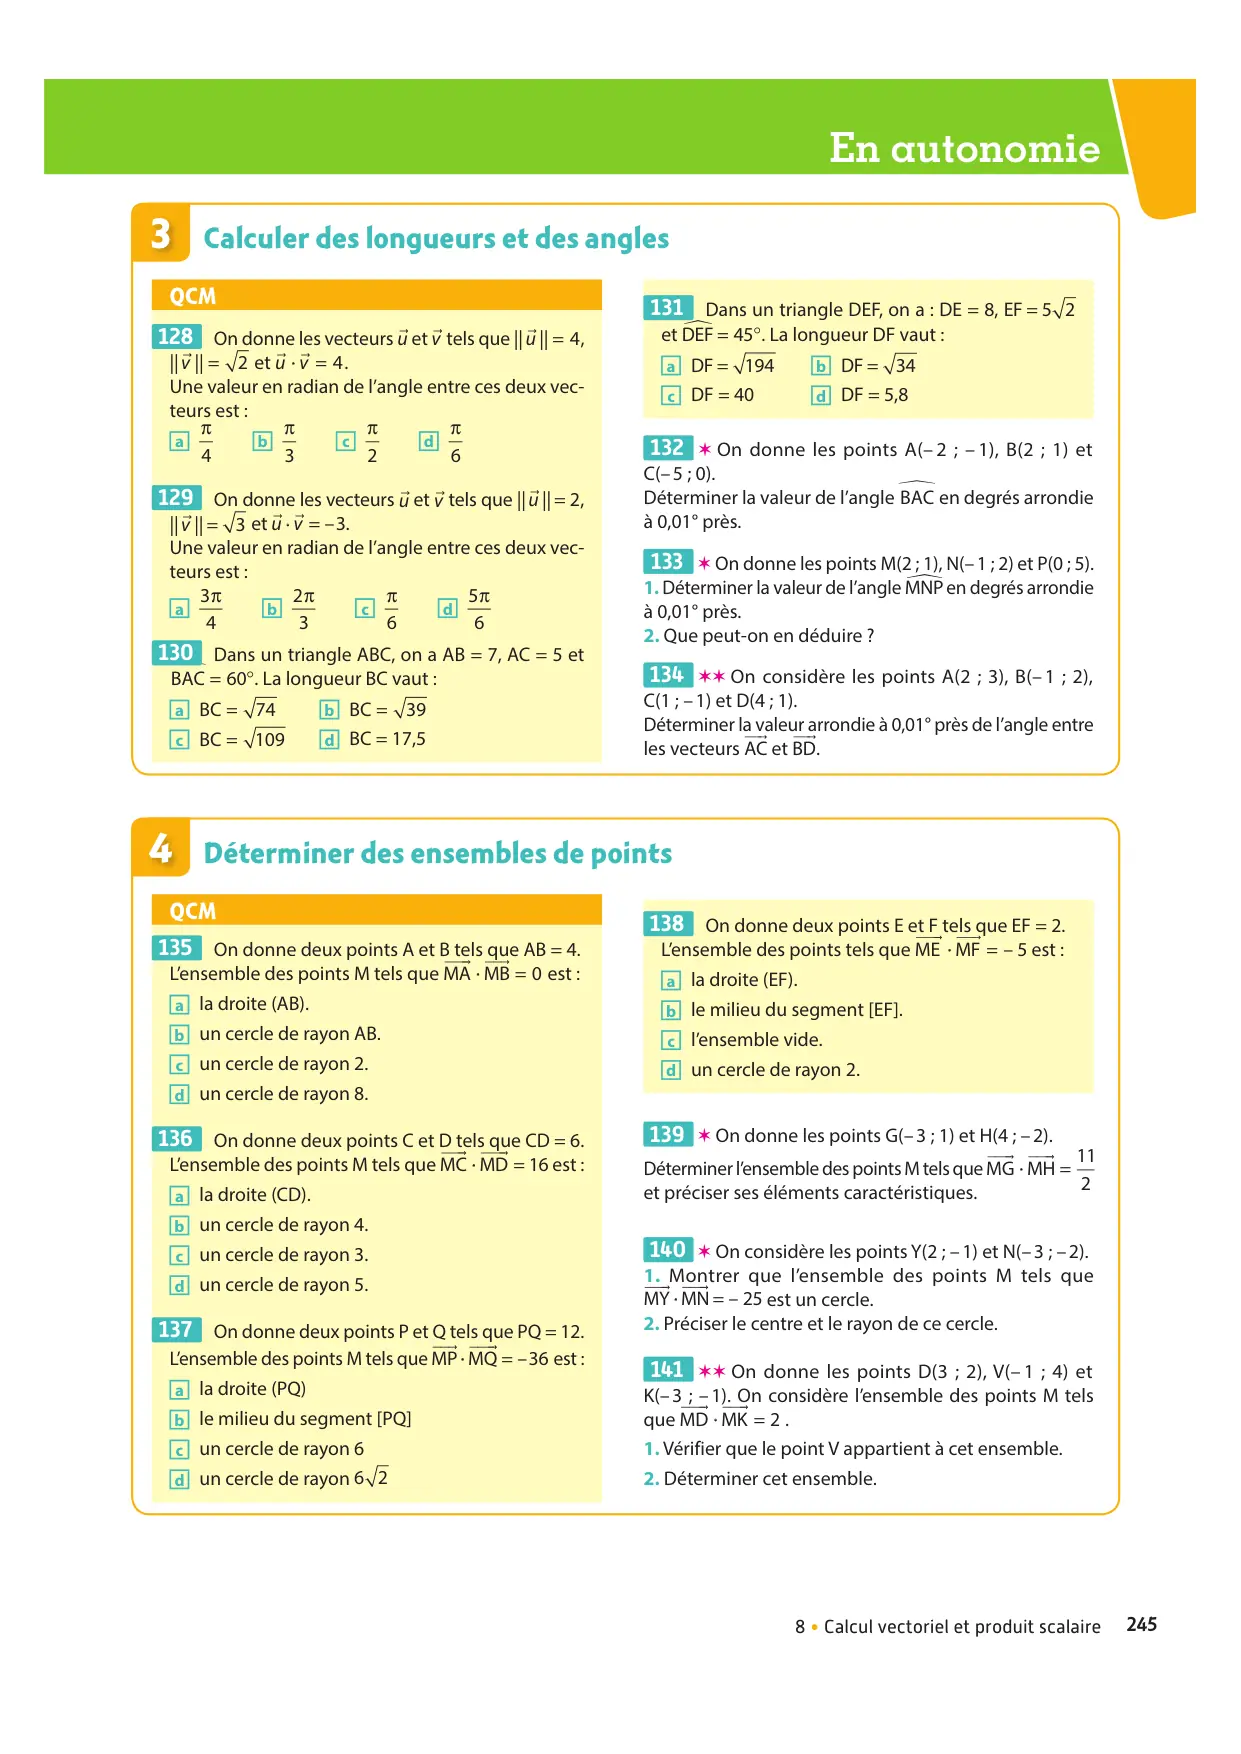 En autonomie
3 Calculer des longueurs et des angles
QCM
128 On donne les vecteurs u⃗ et v⃗ tels que ||u⃗|| = 4,
||v⃗|| = √2 et u⃗ · v⃗ = 4.
Une valeur en radian de l'angle entre ces deux vec-
teurs est :
a π/4 b π/3 c π/2 d π/6
129 On donne les vecteurs u⃗ et v⃗ tels que ||u⃗|| = 2,
||v⃗|| = √3 et u⃗ · v⃗ = –3.
Une valeur en radian de l'angle entre ces deux vec-
teurs est :
a 3π/4 b 2π/3 c π/6 d 5π/6
130 Dans un triangle ABC, on a AB = 7, AC = 5 et
BAC = 60°. La longueur BC vaut :
a BC = √74 b BC = √39
c BC = √109 d BC = 17,5
131 Dans un triangle DEF, on a : DE = 8, EF = 5√2
et DEF = 45°. La longueur DF vaut :
a DF = √194 b DF = √34
c DF = 40 d DF = 5,8
132 ✶ On donne les points A(– 2 ; – 1), B(2 ; 1) et
C(– 5 ; 0).
Déterminer la valeur de l'angle BAC en degrés arrondie
à 0,01° près.
133 ✶ On donne les points M(2 ; 1), N(– 1 ; 2) et P(0 ; 5).
1. Déterminer la valeur de l'angle MNP en degrés arrondie
à 0,01° près.
2. Que peut-on en déduire ?
134 ✶✶ On considère les points A(2 ; 3), B(– 1 ; 2),
C(1 ; – 1) et D(4 ; 1).
Déterminer la valeur arrondie à 0,01° près de l'angle entre
les vecteurs AC et BD.
4 Déterminer des ensembles de points
QCM
135 On donne deux points A et B tels que AB = 4.
L'ensemble des points M tels que MA · MB = 0 est :
a la droite (AB).
b un cercle de rayon AB.
c un cercle de rayon 2.
d un cercle de rayon 8.
136 On donne deux points C et D tels que CD = 6.
L'ensemble des points M tels que MC · MD = 16 est :
a la droite (CD).
b un cercle de rayon 4.
c un cercle de rayon 3.
d un cercle de rayon 5.
137 On donne deux points P et Q tels que PQ = 12.
L'ensemble des points M tels que MP · MQ = –36 est :
a la droite (PQ)
b le milieu du segment [PQ]
c un cercle de rayon 6
d un cercle de rayon 6√2
138 On donne deux points E et F tels que EF = 2.
L'ensemble des points tels que ME · MF = – 5 est :
a la droite (EF).
b le milieu du segment [EF].
c l'ensemble vide.
d un cercle de rayon 2.
139 ✶ On donne les points G(– 3 ; 1) et H(4 ; – 2).
Déterminer l'ensemble des points M tels que MG · MH = 11/2
et préciser ses éléments caractéristiques.
140 ✶ On considère les points Y(2 ; – 1) et N(– 3 ; – 2).
1. Montrer que l'ensemble des points M tels que
MY · MN = – 25 est un cercle.
2. Préciser le centre et le rayon de ce cercle.
141 ✶✶ On donne les points D(3 ; 2), V(– 1 ; 4) et
K(– 3 ; – 1). On considère l'ensemble des points M tels
que MD · MK = 2 .
1. Vérifier que le point V appartient à cet ensemble.
2. Déterminer cet ensemble.
8 • Calcul vectoriel et produit scalaire 245